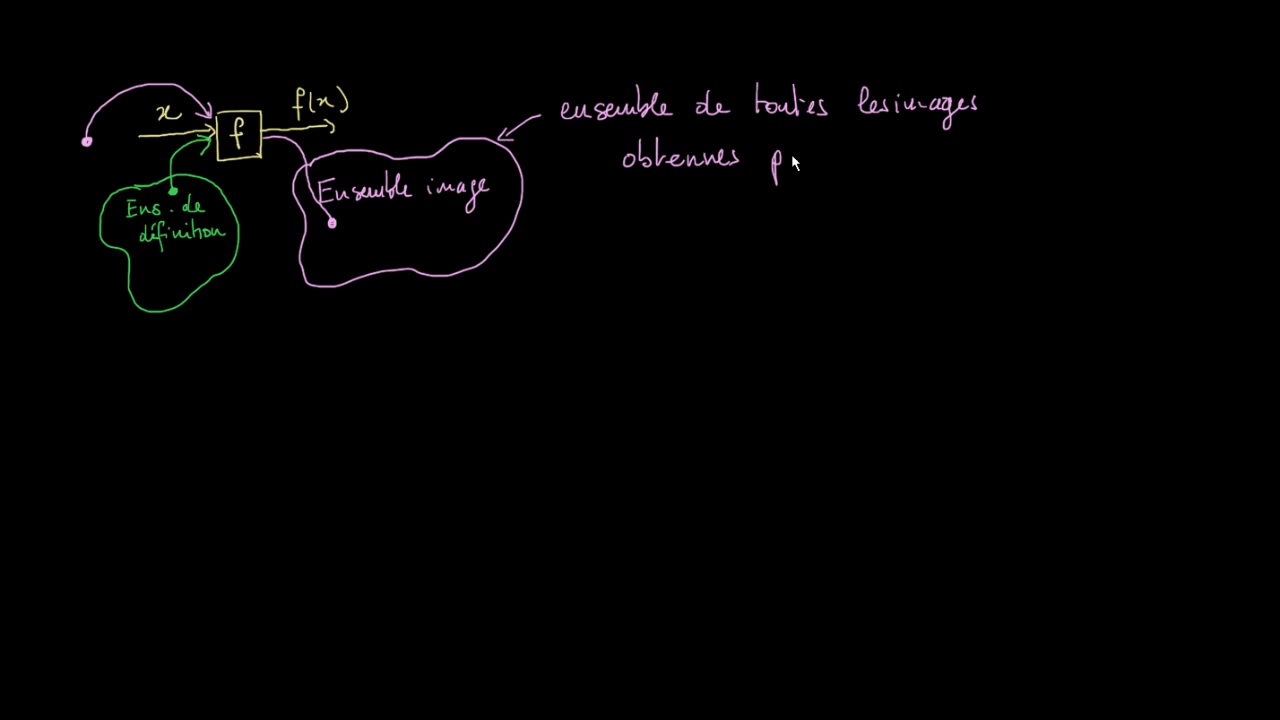 x
f
f(x)
ensemble de toutes les images
obtenues p
Ensemble image
Ens. de
définition